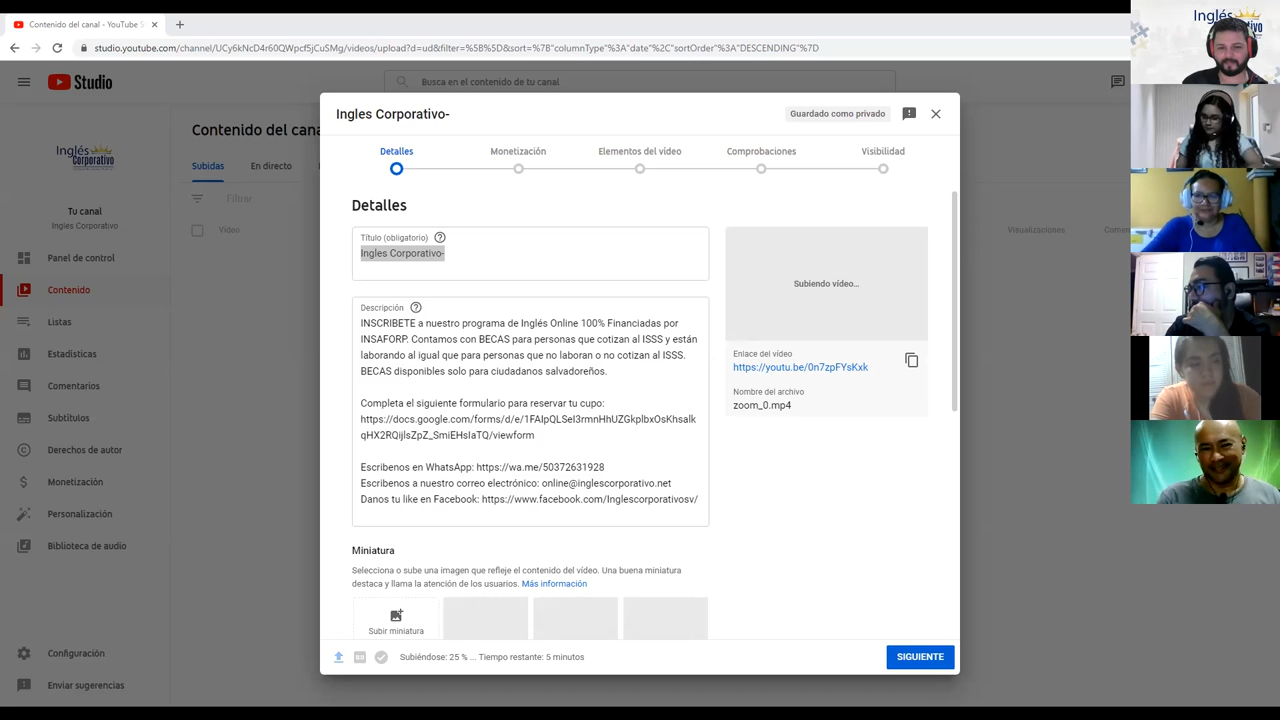 Contenido del canal - YouTube S
studio.youtube.com/channel/UCy6kNcD4r60QWpcf5jCuSMg/videos/upload?d=ud&filter=%5B%5D&sort=%7B"columnType"%3A"date"%2C"sortOrder"%3A"DESCENDING"%7D
Studio
Busca en el contenido de tu canal
Inglés
Inglés
Corporativo
Tu canal
Ingles Corporativo
Panel de control
Contenido
Listas
Estadísticas
Comentarios
Subtítulos
Derechos de autor
Monetización
Personalización
Biblioteca de audio
Configuración
Enviar sugerencias
Contenido del cana
Subidas
En directo
Filtrar
Vídeo
Visualizaciones
Comen
Ingles Corporativo-
Guardado como privado
Detalles
Monetización
Elementos del vídeo
Comprobaciones
Visibilidad
Detalles
Título (obligatorio)
Ingles Corporativo-
Descripción
INSCRIBETE a nuestro programa de Inglés Online 100% Financiadas por
INSAFORP. Contamos con BECAS para personas que cotizan al ISSS y están
laborando al igual que para personas que no laboran o no cotizan al ISSS.
BECAS disponibles solo para ciudadanos salvadoreños.
Completa el siguiente formulario para reservar tu cupo:
https://docs.google.com/forms/d/e/1FAIpQLSeI3rmnHhUZGkpIbxOsKhsalk
qHX2RQijlsZpZ_SmiEHsIaTQ/viewform
Escríbenos en WhatsApp: https://wa.me/50372631928
Escríbenos a nuestro correo electrónico: online@inglescorporativo.net
Danos tu like en Facebook: https://www.facebook.com/Inglescorporativosv/
Subiendo vídeo...
Enlace del vídeo
https://youtu.be/0n7zpFYsKxk
Nombre del archivo
zoom_0.mp4
Miniatura
Selecciona o sube una imagen que refleje el contenido del vídeo. Una buena miniatura
destaca y llama la atención de los usuarios. Más información
Subir miniatura
Subiéndose: 25 % ... Tiempo restante: 5 minutos
SIGUIENTE